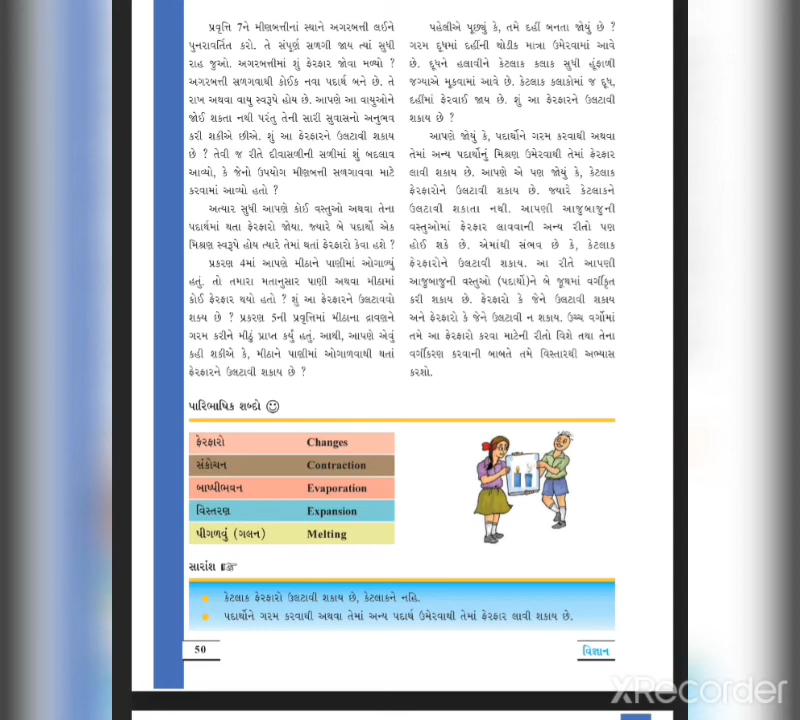 પ્રવૃત્તિ 7ને મીણબત્તીનાં સ્થાને અગરબત્તી લઈને
પુનરાવર્તિત કરો. તે સંપૂર્ણ સળગી જાય ત્યાં સુધી
રાહ જુઓ. અગરબત્તીમાં શું ફેરફાર જોવા મળ્યો ?
અગરબત્તી સળગવાથી કોઈક નવા પદાર્થ બને છે. તે
રાખ અથવા વાયુ સ્વરૂપે હોય છે. આપણે આ વાયુઓને
જોઈ શકતા નથી પરંતુ તેની સારી સુવાસનો અનુભવ
કરી શકીએ છીએ. શું આ ફેરફારને ઉલટાવી શકાય
છે ? તેવી જ રીતે દીવાસળીની સળીમાં શું બદલાવ
આવ્યો, કે જેનો ઉપયોગ મીણબત્તી સળગાવવા માટે
કરવામાં આવ્યો હતો ?
અત્યાર સુધી આપણે કોઈ વસ્તુઓ અથવા તેના
પદાર્થમાં થતા ફેરફારો જોયા. જ્યારે બે પદાર્થો એક
મિશ્રણ સ્વરૂપે હોય ત્યારે તેમાં થતાં ફેરફારો કેવા હશે ?
પ્રકરણ 4માં આપણે મીઠાને પાણીમાં ઓગાળ્યું
હતું. તો તમારા મતાનુસાર પાણી અથવા મીઠામાં
કોઈ ફેરફાર થયો હતો ? શું આ ફેરફારને ઉલટાવવો
શક્ય છે ? પ્રકરણ 5ની પ્રવૃત્તિમાં મીઠાના દ્રાવણને
ગરમ કરીને મીઠું પ્રાપ્ત કર્યું હતું. આથી, આપણે એવું
કહી શકીએ કે, મીઠાને પાણીમાં ઓગાળવાથી થતાં
ફેરફારને ઉલટાવી શકાય છે ?
પહેલીએ પૂછ્યું કે, તમે દહીં બનતા જોયું છે ?
ગરમ દૂધમાં દહીંની થોડીક માત્રા ઉમેરવામાં આવે
છે. દૂધને હલાવીને કેટલાક કલાક સુધી હૂંફાળી
જગ્યાએ મૂકવામાં આવે છે. કેટલાક કલાકોમાં જ દૂધ,
દહીંમાં ફેરવાઈ જાય છે. શું આ ફેરફારને ઉલટાવી
શકાય છે ?
આપણે જોયું કે, પદાર્થોને ગરમ કરવાથી અથવા
તેમાં અન્ય પદાર્થોનું મિશ્રણ ઉમેરવાથી તેમાં ફેરફાર
લાવી શકાય છે. આપણે એ પણ જોયું કે, કેટલાક
ફેરફારોને ઉલટાવી શકાય છે. જ્યારે કેટલાકને
ઉલટાવી શકાતા નથી. આપણી આજુબાજુની
વસ્તુઓમાં ફેરફાર લાવવાની અન્ય રીતો પણ
હોઈ શકે છે. એમાંથી સંભવ છે કે, કેટલાક
ફેરફારોને ઉલટાવી શકાય. આ રીતે આપણી
આજુબાજુની વસ્તુઓ (પદાર્થો)ને બે જૂથમાં વર્ગીકૃત
કરી શકાય છે. ફેરફારો કે જેને ઉલટાવી શકાય
અને ફેરફારો કે જેને ઉલટાવી ન શકાય. ઉચ્ચ વર્ગોમાં
તમે આ ફેરફારો કરવા માટેની રીતો વિશે તથા તેના
વર્ગીકરણ કરવાની બાબતે તમે વિસ્તારથી અભ્યાસ
કરશો.
પારિભાષિક શબ્દો
ફેરફારો Changes
સંકોચન Contraction
બાષ્પીભવન Evaporation
વિસ્તરણ Expansion
પીગળવું (ગલન) Melting
સારાંશ
કેટલાક ફેરફારો ઉલટાવી શકાય છે, કેટલાકને નહિ.
પદાર્થોને ગરમ કરવાથી અથવા તેમાં અન્ય પદાર્થ ઉમેરવાથી તેમાં ફેરફાર લાવી શકાય છે.
50
વિજ્ઞાન
XRecorder